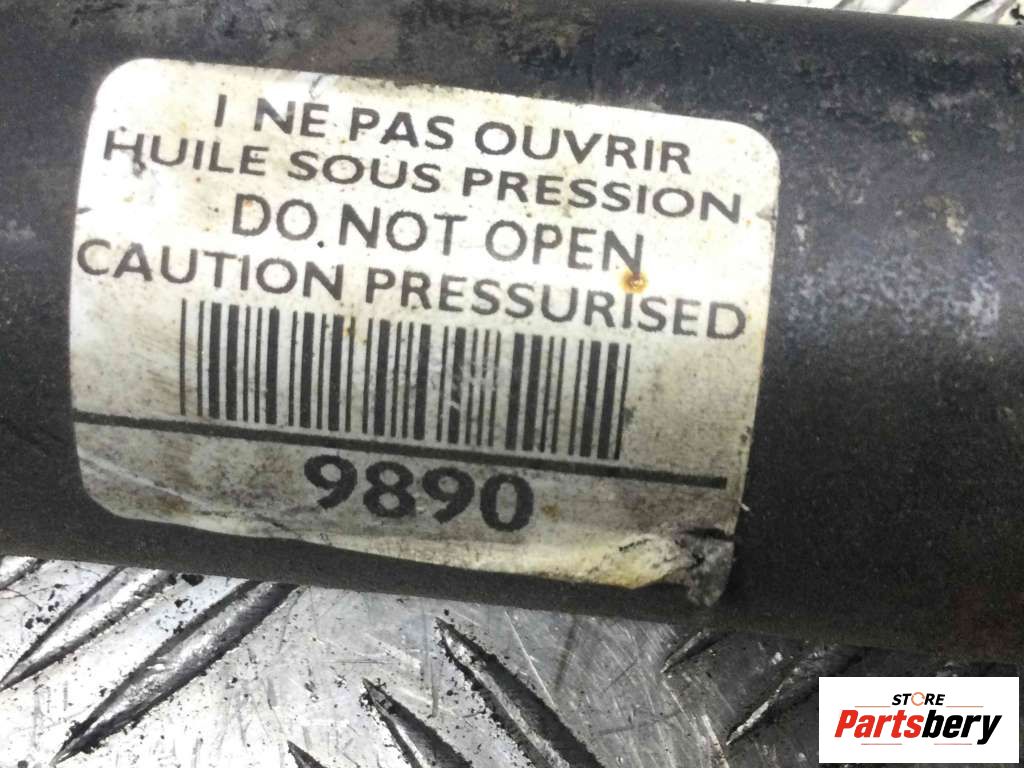 I NE PAS OUVRIR
HUILE SOUS PRESSION
DO.NOT OPEN
CAUTION PRESSURISED
9890
STORE
Partsbery